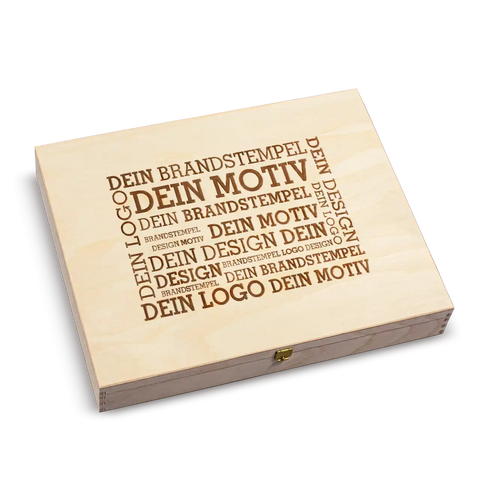 DEIN BRANDSTEMPEL
DEIN MOTIV
DEIN BRANDSTEMPEL
BRANDSTEMPEL DEIN MOTIV
DESIGN MOTIV
DEIN DESIGN DEIN
DESIGN BRANDSTEMPEL LOGO DESIGN
BRANDSTEMPEL DEIN BRANDSTEMPEL
DEIN LOGO DEIN MOTIV
DEIN LOGO
DEIN DESIGN
DEIN LOGO